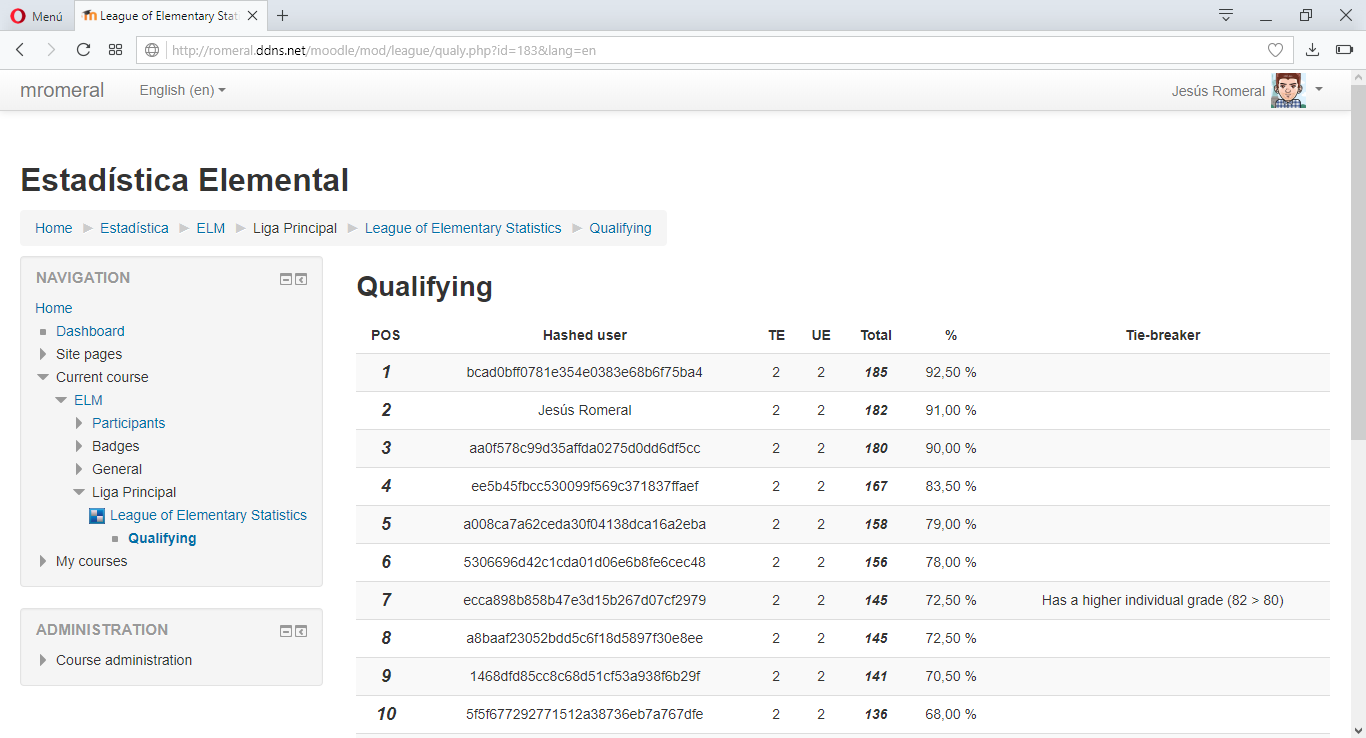 Menú
League of Elementary Stati
http://romeral.ddns.net/moodle/mod/league/qualy.php?id=183&lang=en
mromeral English (en) Jesús Romeral
Estadística Elemental
Home Estadística ELM Liga Principal League of Elementary Statistics Qualifying
NAVIGATION
Home
Dashboard
Site pages
Current course
ELM
Participants
Badges
General
Liga Principal
League of Elementary Statistics
Qualifying
My courses
ADMINISTRATION
Course administration
Qualifying
POS Hashed user TE UE Total % Tie-breaker
1 bcad0bff0781e354e0383e68b6f75ba4 2 2 185 92,50 %
2 Jesús Romeral 2 2 182 91,00 %
3 aa0f578c99d35affda0275d0dd6df5cc 2 2 180 90,00 %
4 ee5b45fbcc530099f569c371837ffaef 2 2 167 83,50 %
5 a008ca7a62ceda30f04138dca16a2eba 2 2 158 79,00 %
6 5306696d42c1cda01d06e6b8fe6cec48 2 2 156 78,00 %
7 ecca898b858b47e3d15b267d07cf2979 2 2 145 72,50 % Has a higher individual grade (82 > 80)
8 a8baaf23052bdd5c6f18d5897f30e8ee 2 2 145 72,50 %
9 1468dfd85cc8c68d51cf53a938f6b29f 2 2 141 70,50 %
10 5f5f677292771512a38736eb7a767dfe 2 2 136 68,00 %